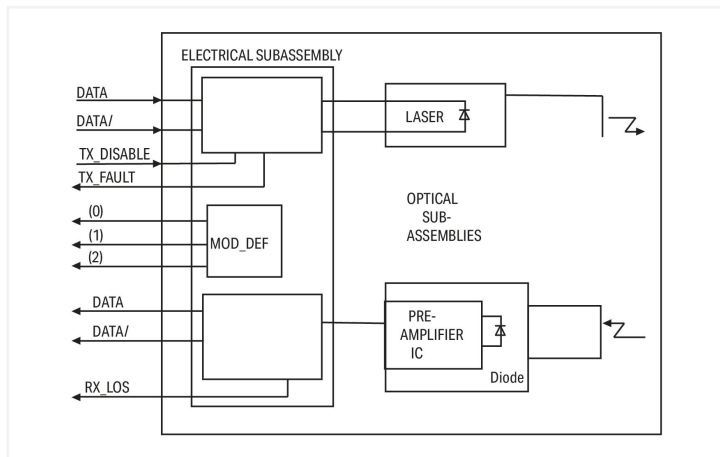 ELECTRICAL SUBASSEMBLY
DATA
DATA/
TX_DISABLE
TX_FAULT
LASER
(0)
(1)
(2)
MOD_DEF
OPTICAL
SUB-
ASSEMBLIES
DATA
DATA/
RX_LOS
PRE-
AMPLIFIER
IC
Diode